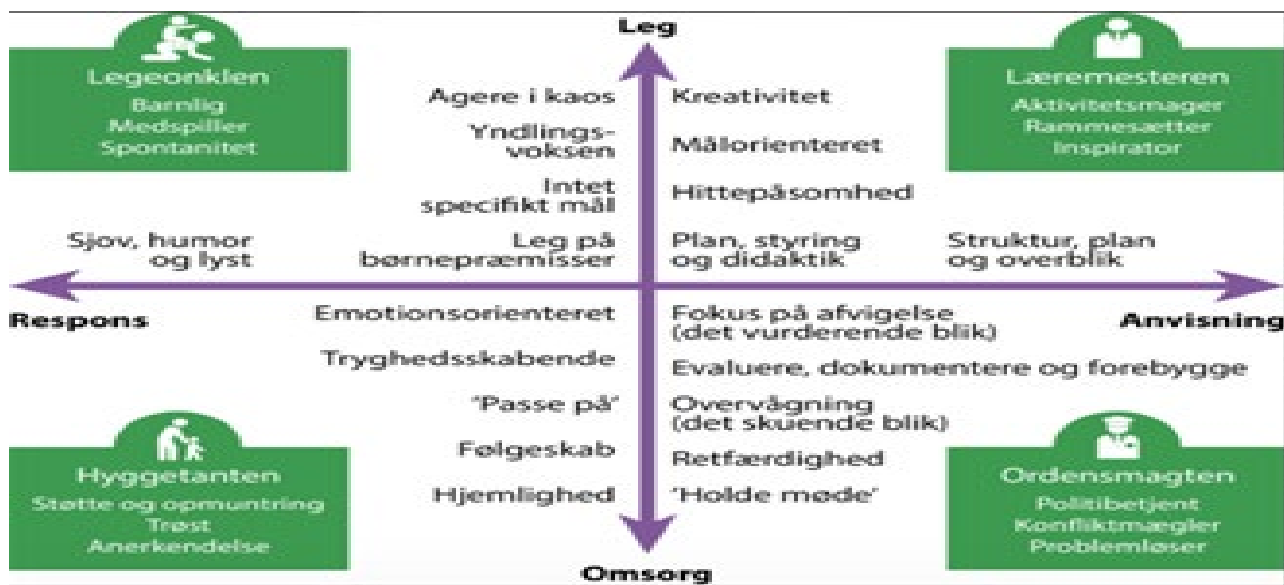 Leg
Legeonklen
Barnlig
Medspiller
Spontanitet
Agere i kaos
Yndlings-
voksen
Intet
specifikt mål
Sjov, humor
og lyst
Leg på
børnepræmisser
Kreativitet
Målorienteret
Hittepåsomhed
Plan, styring
og didaktik
Læremesteren
Aktivitetsmager
Rammesætter
Inspirator
Struktur, plan
og overblik
Respons
Anvisning
Emotionsorienteret
Tryghedsskabende
'Passe på'
Følgeskab
Hjemlighed
Hyggetanten
Støtte og opmuntring
Trøst
Anerkendelse
Fokus på afvigelse
(det vurderende blik)
Evaluere, dokumentere og forebygge
Overvågning
(det skuende blik)
Retfærdighed
'Holde møde'
Ordensmagten
Politibetjent
Konfliktmægler
Problemløser
Omsorg